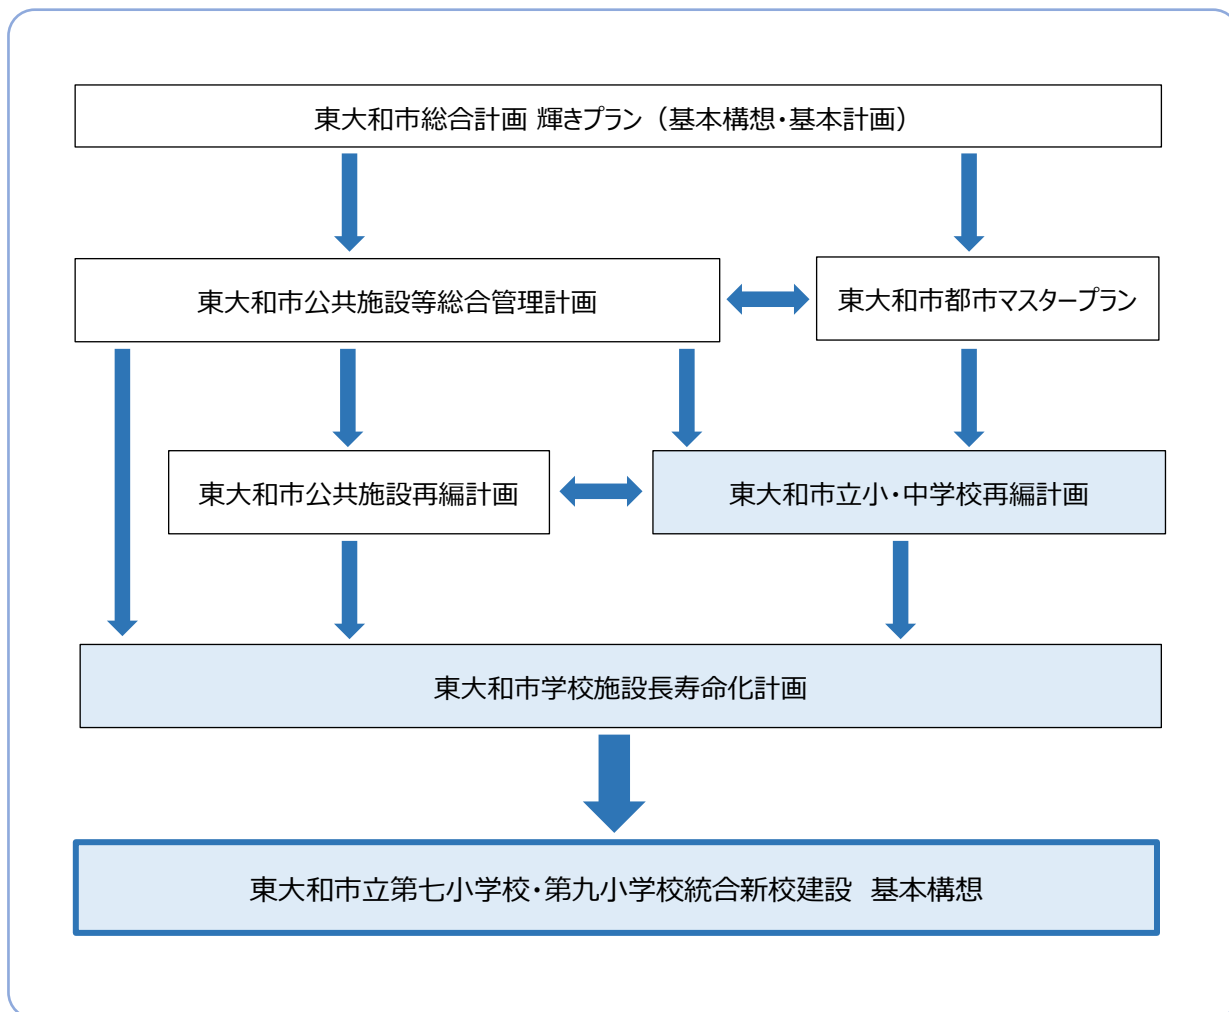 東大和市総合計画 輝きプラン（基本構想・基本計画）
東大和市公共施設等総合管理計画
東大和市都市マスタープラン
東大和市公共施設再編計画
東大和市立小・中学校再編計画
東大和市学校施設長寿命化計画
東大和市立第七小学校・第九小学校統合新校建設　基本構想